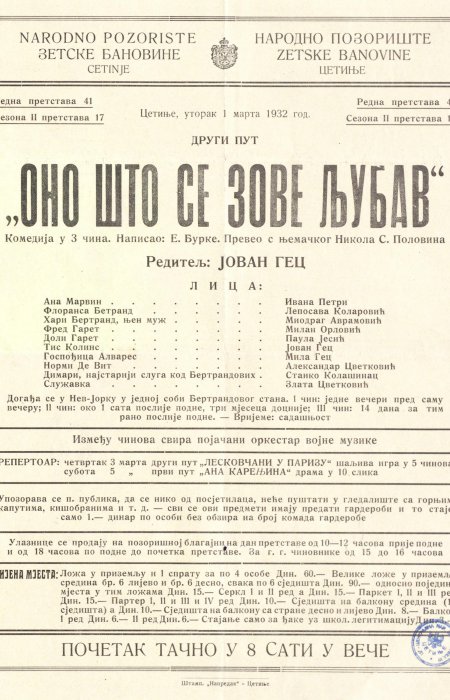 NARODNO POZORISTE
ZETSKE BANOVINE
CETINJE
НАРОДНО ПОЗОРИШТЕ
ЗЕТСКЕ БАНОВИНЕ
ЦЕТИЊЕ
Редна претстава 41
Сезона II претстава 17
Цетиње, уторак 1 марта 1932 год.
Редна претстава 4
Сезона II претстава 1
ДРУГИ ПУТ
„ОНО ШТО СЕ ЗОВЕ ЉУБАВ“
Комедија у 3 чина. Написао: Е. Бурке. Превео с њемачког Никола С. Половина
Редитељ: ЈОВАН ГЕЦ
ЛИЦА:
Ана Марвин . . . . . . . . Ивана Петри
Флоранса Бетранд . . . . . . . Лепосава Коларовић
Хари Бертранд, њен муж . . . . . . Миодраг Аврамовић
Фред Гарет . . . . . . . . Милан Орловић
Доли Гарет . . . . . . . . Паула Јесић
Тис Колинс . . . . . . . . Јован Гец
Госпођица Алварес . . . . . . . Мила Гец
Норми Де Вит . . . . . . . Александар Цветковић
Димари, најстарији слуга код Бертрандових . Станко Колашинац
Служавка . . . . . . . . Злата Цветковић
Догађа се у Нев-Јорку у једној соби Бертрандовог стана. 1 чин: једне вечери пред саму
вечеру; II чин: око 1 сата послије подне, три мјесеца доцније; III чин: 14 дана за тим
рано послије подне. — Вријеме: садашњост
Између чинова свира појачани оркестар војне музике
РЕПЕРТОАР: четвртак 3 марта други пут „ЛЕСКОВЧАНИ У ПАРИЗУ“ шаљива игра у 5 чинова
субота 5 „ први пут „АНА КАРЕЊИНА“ драма у 10 слика
Упозорава се п. публика, да се нико од посјетилаца, неће пуштати у гледалиште са горњим
капутима, кишобранима и т. д. — сви се ови предмети имају предати гардероби и то стаје
само 1.— динар по особи без обзира на број комада гардеробе
Улазнице се продају на позоришној благајни на дан претставе од 10—12 часова прије подне
и од 18 часова по подне до почетка претставе. За г. г. чиновнике од 15 до 16 часова
ЦИЈЕНА МЈЕСТА: Ложа у приземљу и 1 спрату за по 4 особе Дин. 60.— Велике ложе у приземљу
средина бр. 6 лијево и бр. 6 десно, свака по 6 сједишта Дин. 90.— односно појединa
мјеста у тим ложама Дин. 15.— Серкл I и II ред а Дин. 15.— Паркет I, II и III ред
Дин. 15.— Партер 1, II и III и IV ред Дин. 10.— Сједишта на балкону средина (1
сједишта) а Дин. 10.— Сједишта на балкону са стране десно и лијево Дин. 8.— Балкон
1 ред Дин. 6.— II ред Дин. 6.— Стајање само за ђаке уз школ. легитимацију Дин. 3
ПОЧЕТАК ТАЧНО У 8 САТИ У ВЕЧЕ
Штамп. „Напредак“ - Цетиње.